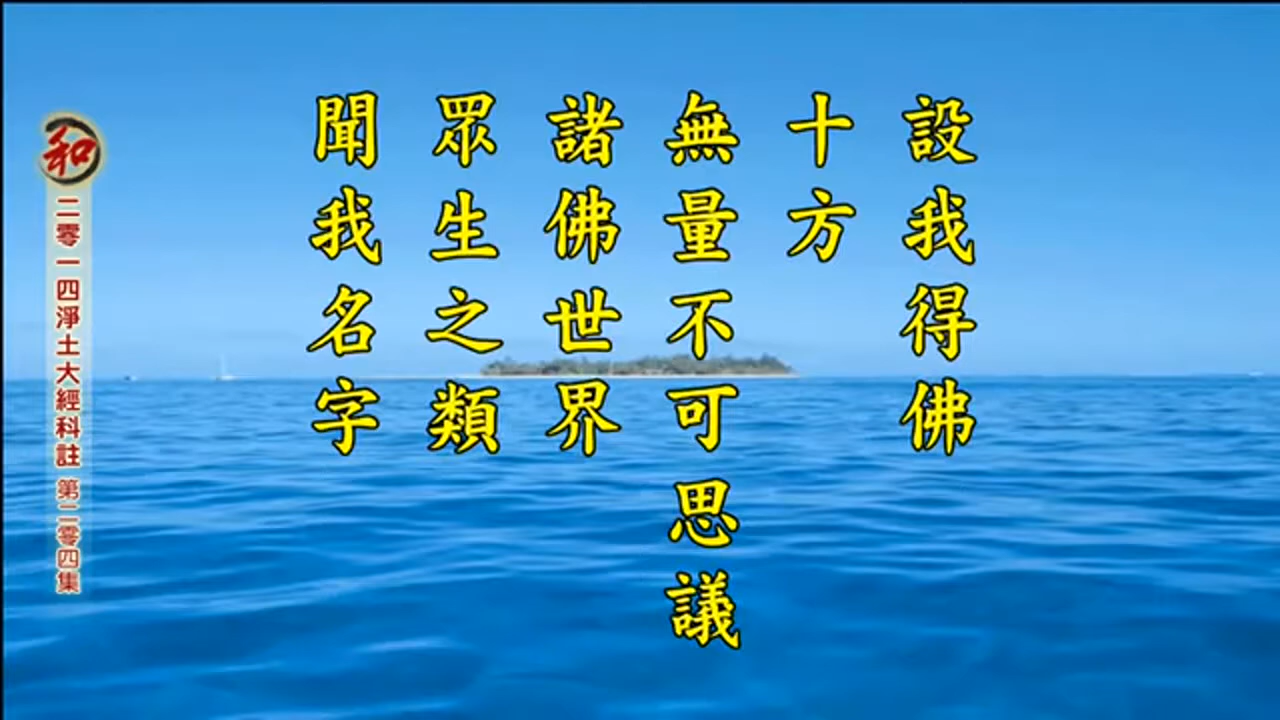 設我得佛
十方
無量不可思議
諸佛世界
眾生之類
聞我名字
和
二零一四淨土大經科註 第二零四集